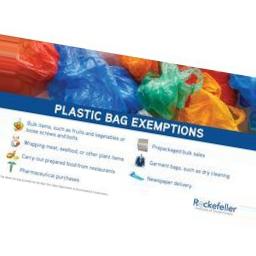 PLASTIC BAG EXEMPTIONS
Bulk items, such as fruits and vegetables or
loose screws and bolts.
Wrapping meat, seafood, or other plant items
Carry out prepared food from restaurants
Pharmaceutical purchases
Prepackaged bulk sales
Garment bags, such as dry cleaning
Newspaper delivery
Rockefeller